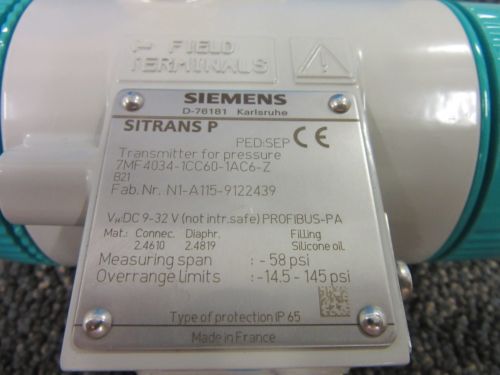 FIELD
TERMINALS
SIEMENS
D-76181 Karlsruhe
SITRANS P
PED:SEP CE
Transmitter for pressure
7MF4034-1CC60-1AC6-Z
B21
Fab.Nr. N1-A115-9122439
VH:DC 9-32 V (not intr.safe) PROFIBUS-PA
Mat.: Connec. Diaphr. Filling
2.4610 2.4819 Silicone oil
Measuring span : - 58 psi
Overrange limits : -14.5 - 145 psi
Type of protection IP 65
Made in France